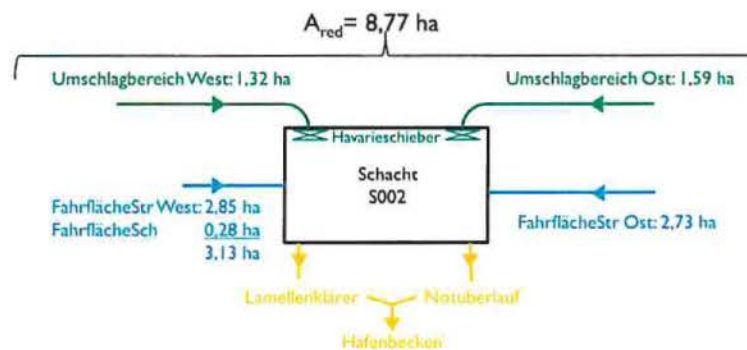 A_red = 8,77 ha
Umschlagbereich West: 1,32 ha
Umschlagbereich Ost: 1,59 ha
Havarieschieber
Schacht
S002
FahrflächeStr West: 2,85 ha
FahrflächeSch 0,28 ha
3,13 ha
FahrflächeStr Ost: 2,73 ha
Lamellenklärer
Notüberlauf
Hafenbecken